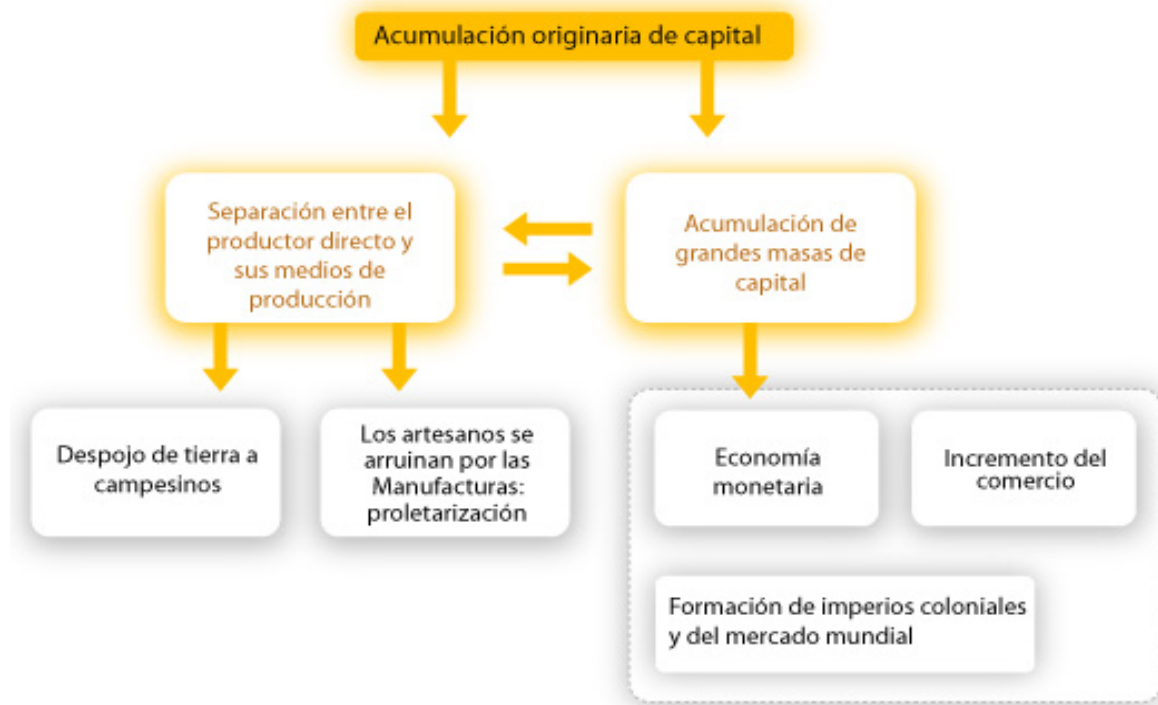 Acumulación originaria de capital
Separación entre el
productor directo y
sus medios de
producción
Acumulación de
grandes masas de
capital
Despojo de tierra a
campesinos
Los artesanos se
arruinan por las
Manufacturas:
proletarización
Economía
monetaria
Incremento del
comercio
Formación de imperios coloniales
y del mercado mundial